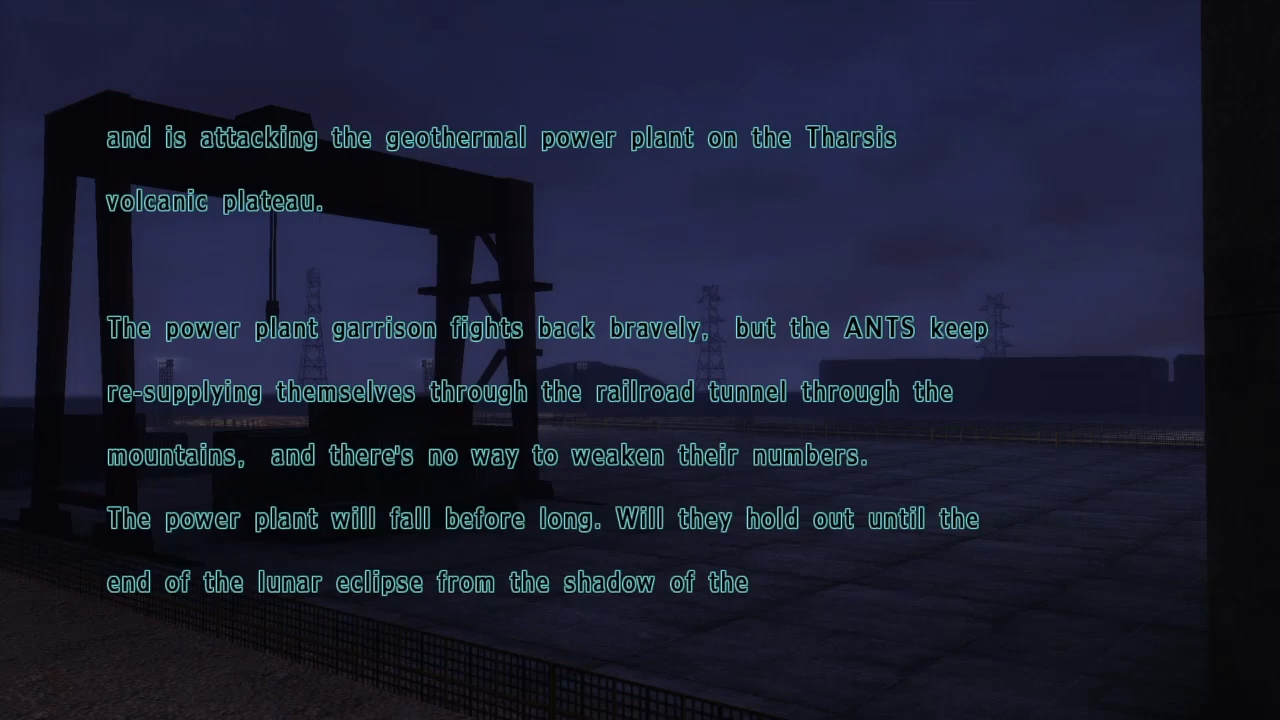 and is attacking the geothermal power plant on the Tharsis
volcanic plateau.
The power plant garrison fights back bravely, but the ANTS keep
re-supplying themselves through the railroad tunnel through the
mountains, and there's no way to weaken their numbers.
The power plant will fall before long. Will they hold out until the
end of the lunar eclipse from the shadow of the